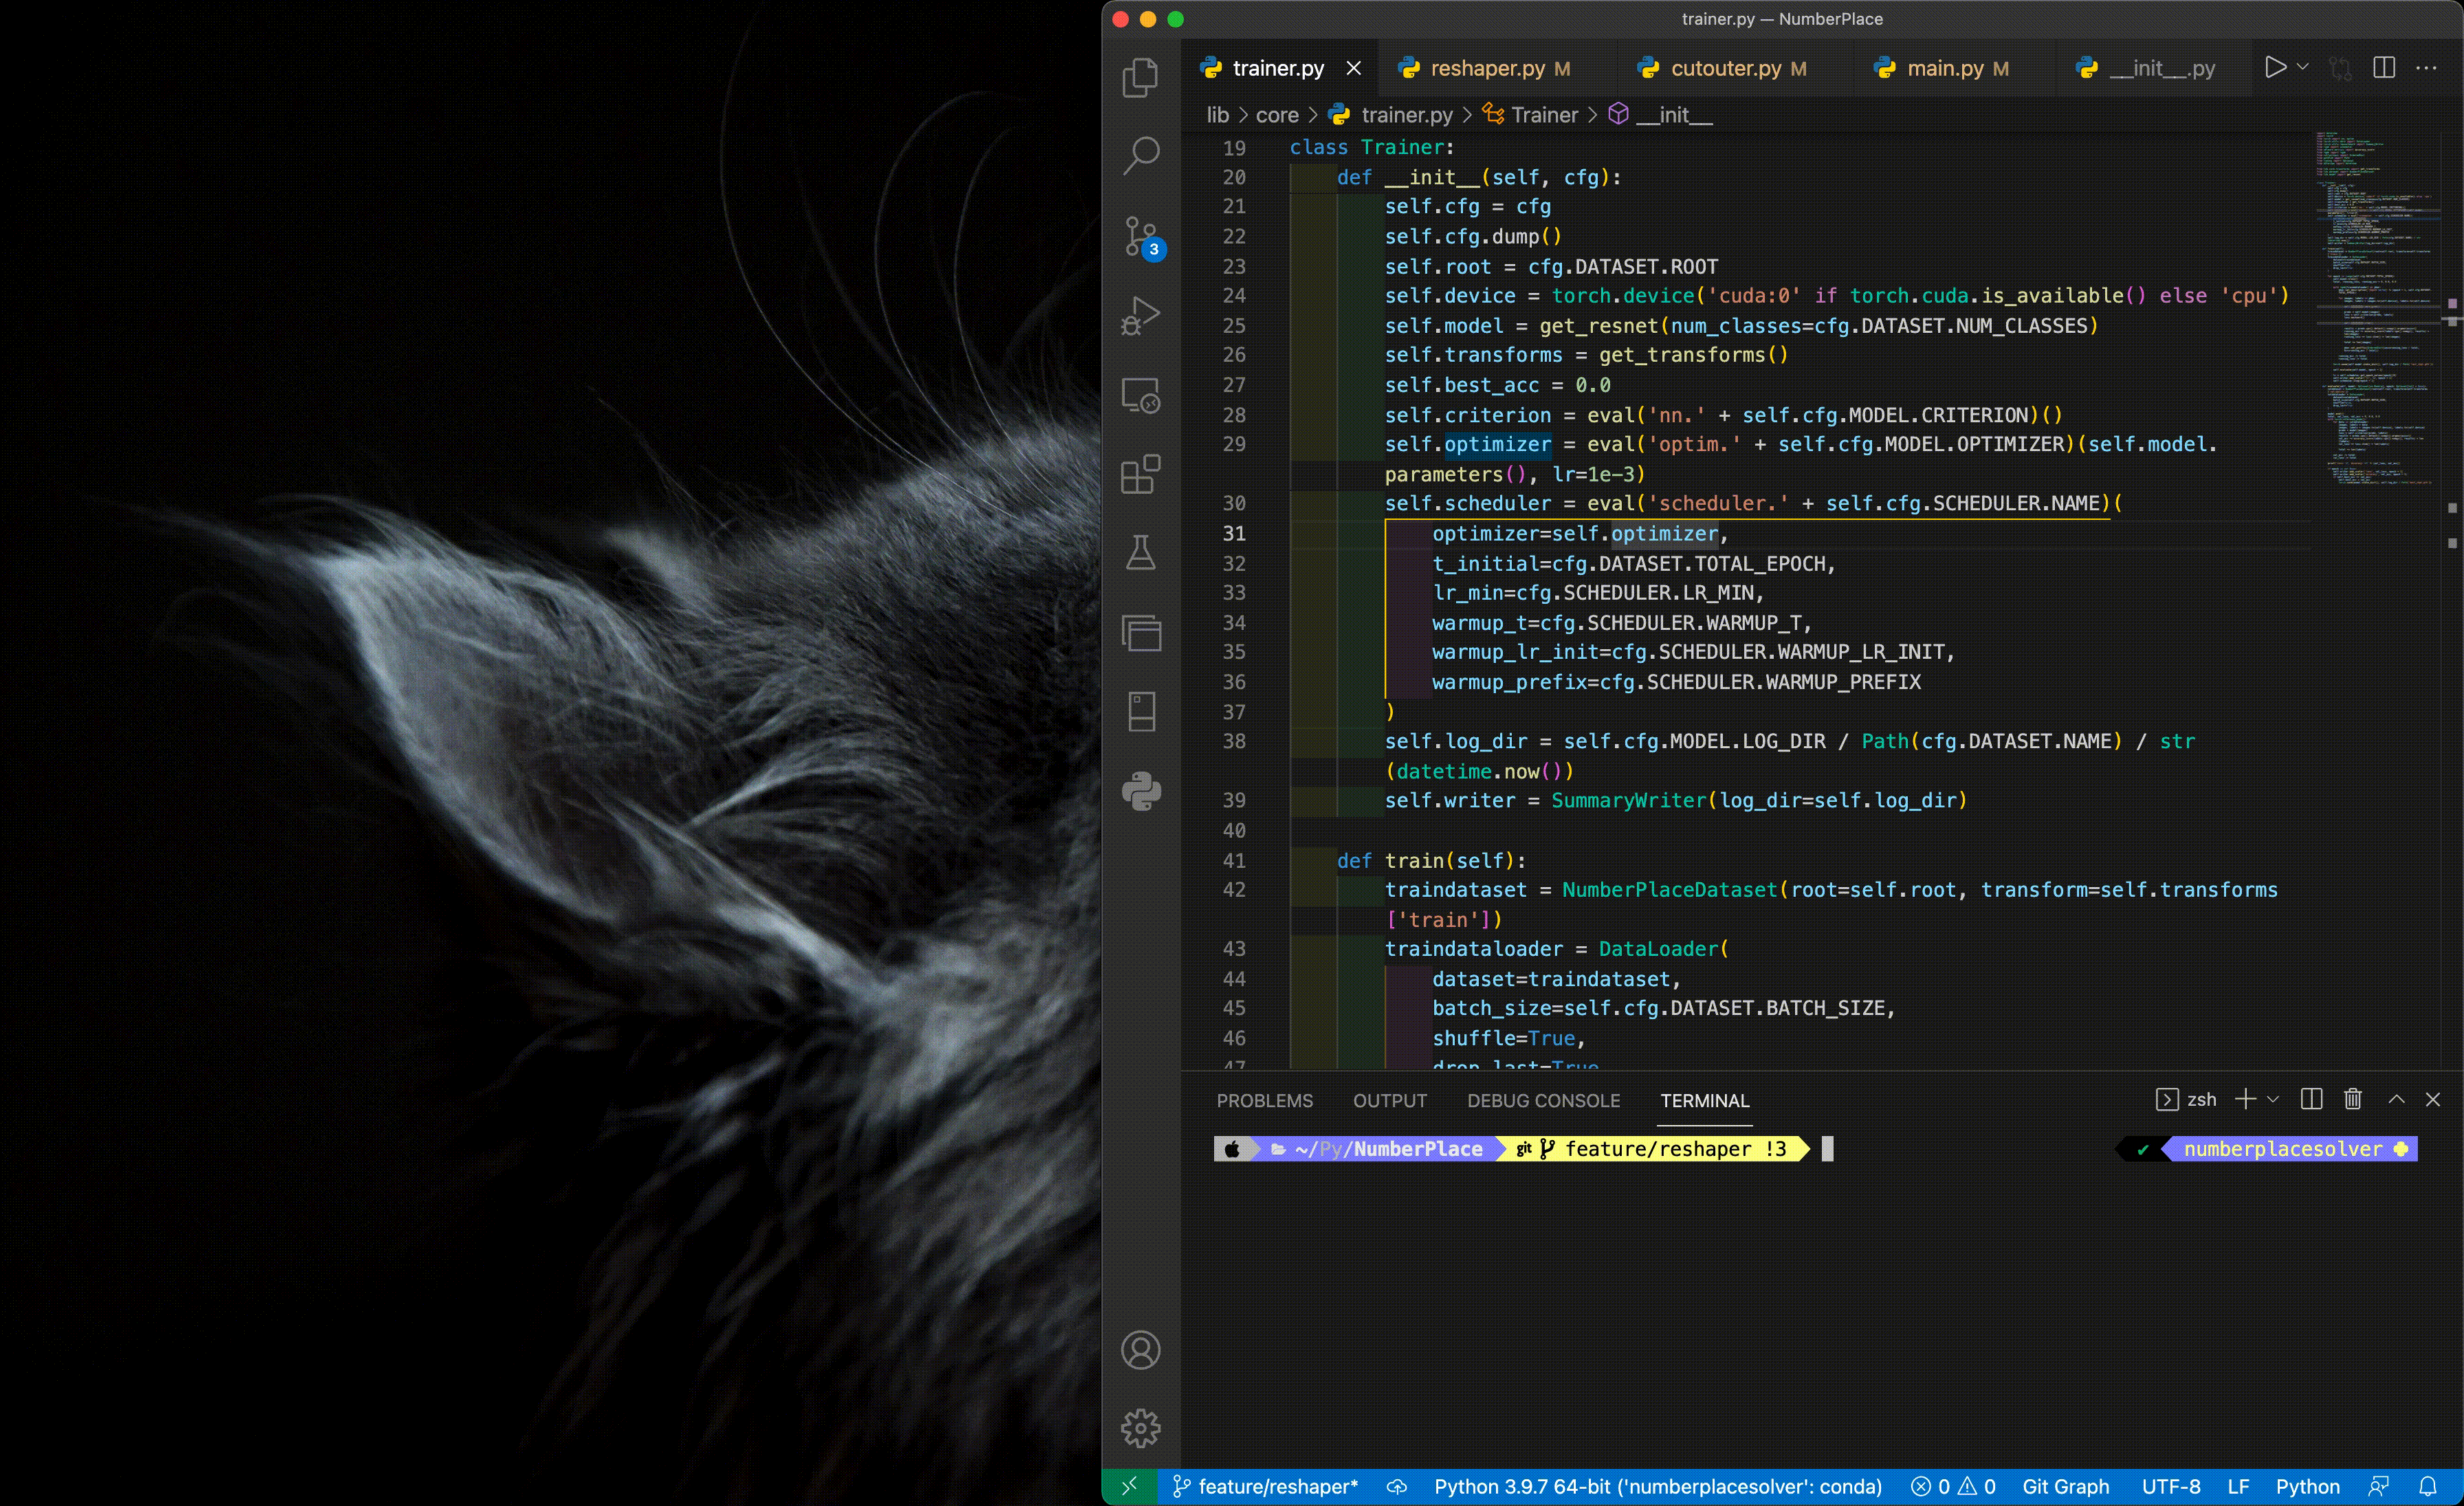 trainer.py — NumberPlace
trainer.py
reshaper.py M
cutouter.py M
main.py M
__init__.py
lib > core > trainer.py > Trainer > __init__
3
19 class Trainer:
20 def __init__(self, cfg):
21 self.cfg = cfg
22 self.cfg.dump()
23 self.root = cfg.DATASET.ROOT
24 self.device = torch.device('cuda:0' if torch.cuda.is_available() else 'cpu')
25 self.model = get_resnet(num_classes=cfg.DATASET.NUM_CLASSES)
26 self.transforms = get_transforms()
27 self.best_acc = 0.0
28 self.criterion = eval('nn.' + self.cfg.MODEL.CRITERION)()
29 self.optimizer = eval('optim.' + self.cfg.MODEL.OPTIMIZER)(self.model.
parameters(), lr=1e-3)
30 self.scheduler = eval('scheduler.' + self.cfg.SCHEDULER.NAME)(
31 optimizer=self.optimizer,
32 t_initial=cfg.DATASET.TOTAL_EPOCH,
33 lr_min=cfg.SCHEDULER.LR_MIN,
34 warmup_t=cfg.SCHEDULER.WARMUP_T,
35 warmup_lr_init=cfg.SCHEDULER.WARMUP_LR_INIT,
36 warmup_prefix=cfg.SCHEDULER.WARMUP_PREFIX
37 )
38 self.log_dir = self.cfg.MODEL.LOG_DIR / Path(cfg.DATASET.NAME) / str
(datetime.now())
39 self.writer = SummaryWriter(log_dir=self.log_dir)
40
41 def train(self):
42 traindataset = NumberPlaceDataset(root=self.root, transform=self.transforms
['train'])
43 traindataloader = DataLoader(
44 dataset=traindataset,
45 batch_size=self.cfg.DATASET.BATCH_SIZE,
46 shuffle=True,
47 drop_last=True
PROBLEMS OUTPUT DEBUG CONSOLE TERMINAL
zsh
~/Py/NumberPlace git feature/reshaper !3
✔ numberplacesolver
feature/reshaper* Python 3.9.7 64-bit ('numberplacesolver': conda) 0 0 Git Graph UTF-8 LF Python